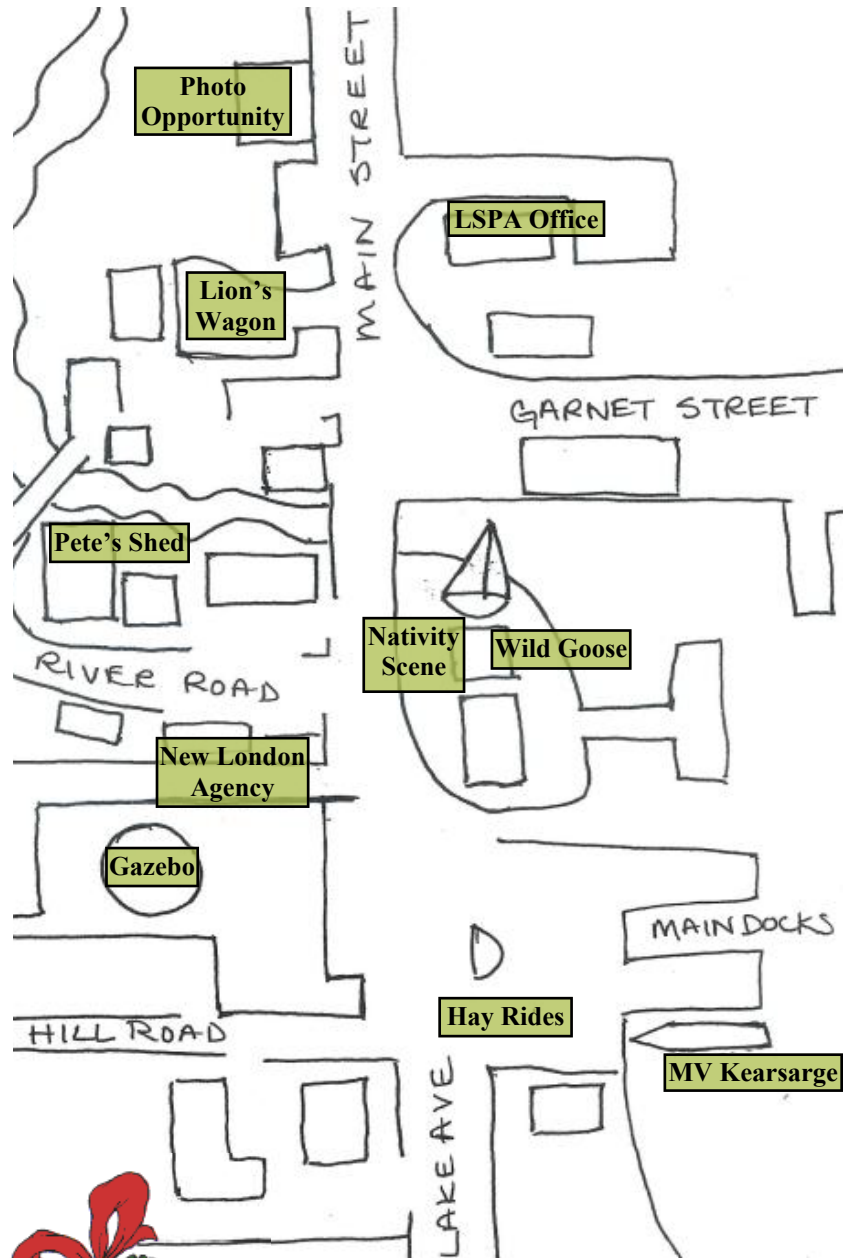 Photo
Opportunity
MAIN STREET
LSPA Office
Lion's
Wagon
GARNET STREET
Pete's Shed
Nativity
Scene
Wild Goose
RIVER ROAD
New London
Agency
Gazebo
MAIN DOCKS
Hay Rides
HILL ROAD
MV Kearsarge
LAKE AVE